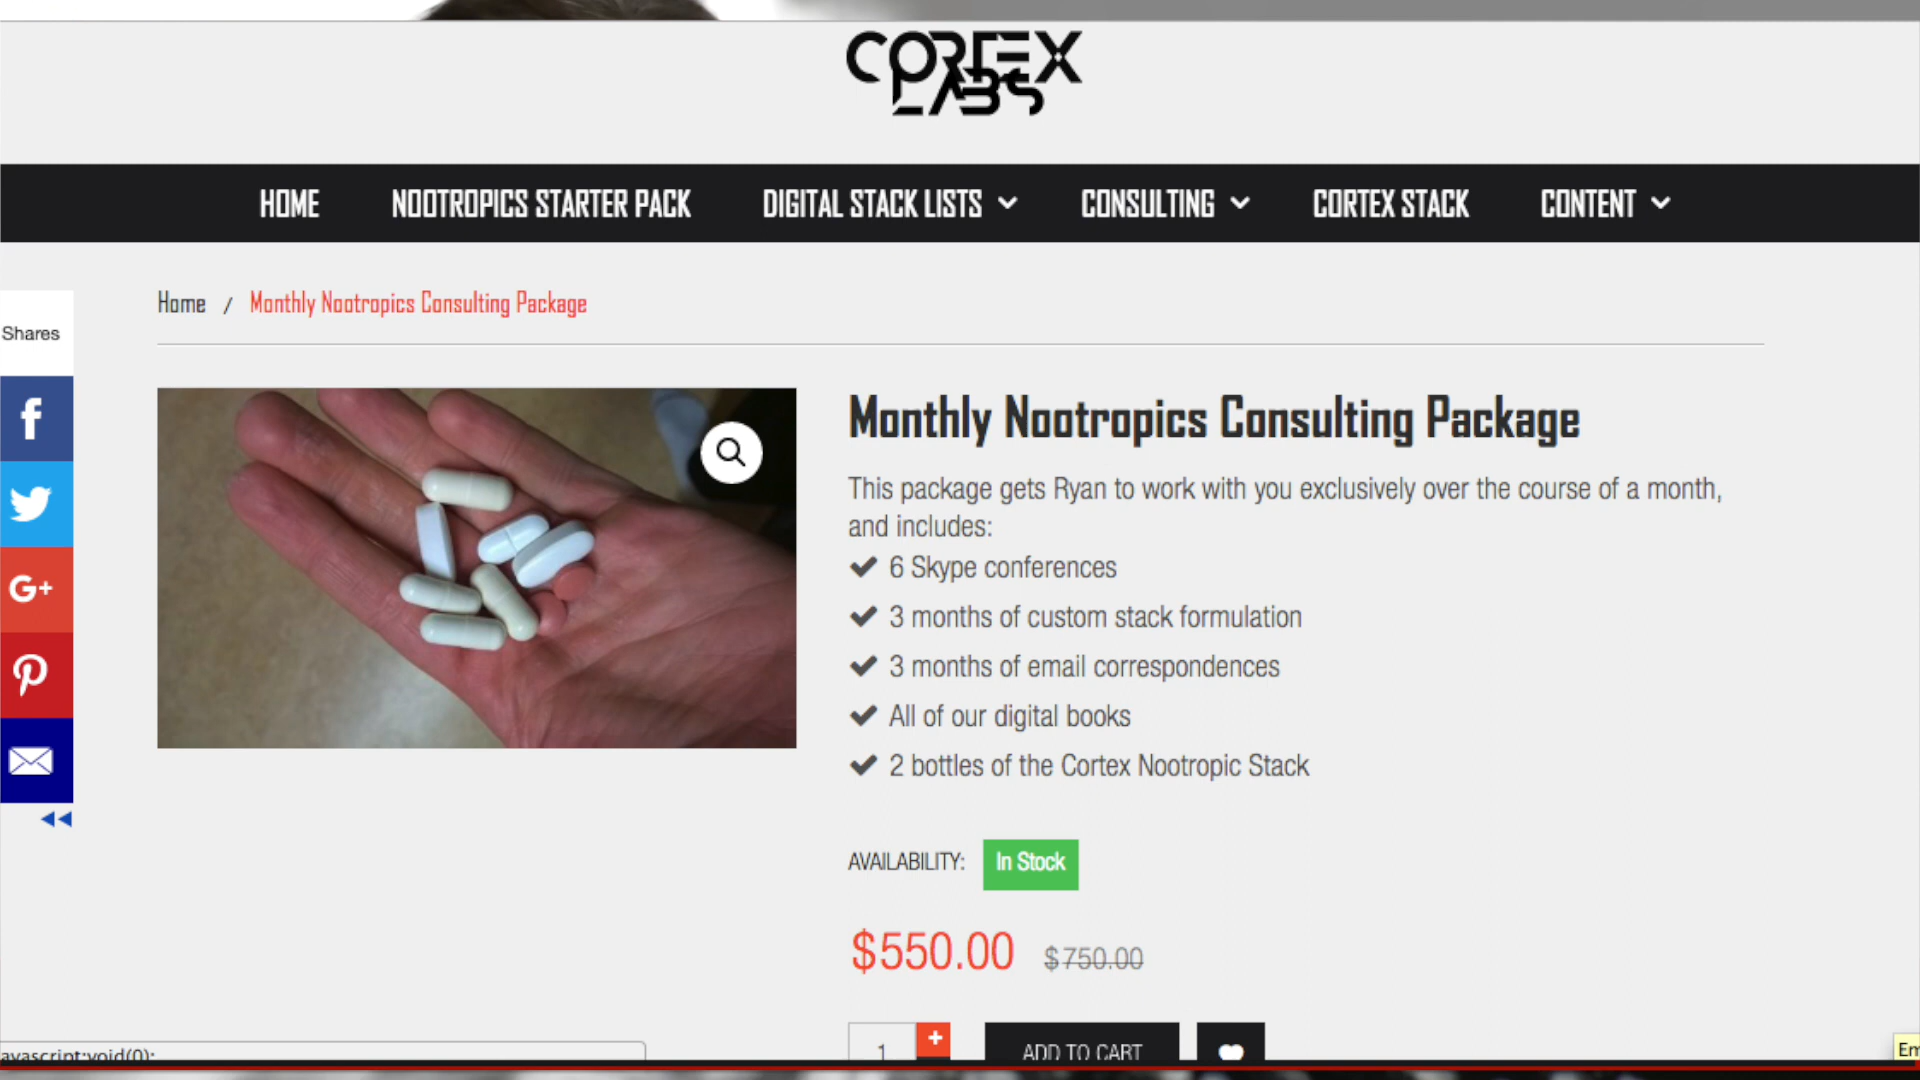 CORTEX
LABS
HOME NOOTROPICS STARTER PACK DIGITAL STACK LISTS CONSULTING CORTEX STACK CONTENT
Home / Monthly Nootropics Consulting Package
Shares
f
G+
Monthly Nootropics Consulting Package
This package gets Ryan to work with you exclusively over the course of a month,
and includes:
6 Skype conferences
3 months of custom stack formulation
3 months of email correspondences
All of our digital books
2 bottles of the Cortex Nootropic Stack
AVAILABILITY: In Stock
$550.00 $750.00
1 + ADD TO CART
avascript:void(0);
Em